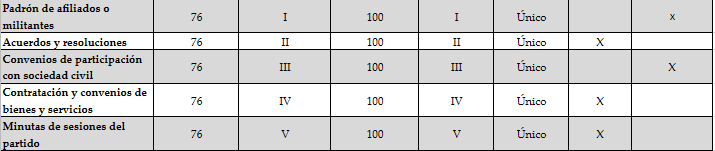 Padrón de afiliados o militantes 76 I 100 I Único x
Acuerdos y resoluciones 76 II 100 II Único X
Convenios de participación con sociedad civil 76 III 100 III Único X
Contratación y convenios de bienes y servicios 76 IV 100 IV Único X
Minutas de sesiones del partido 76 V 100 V Único X